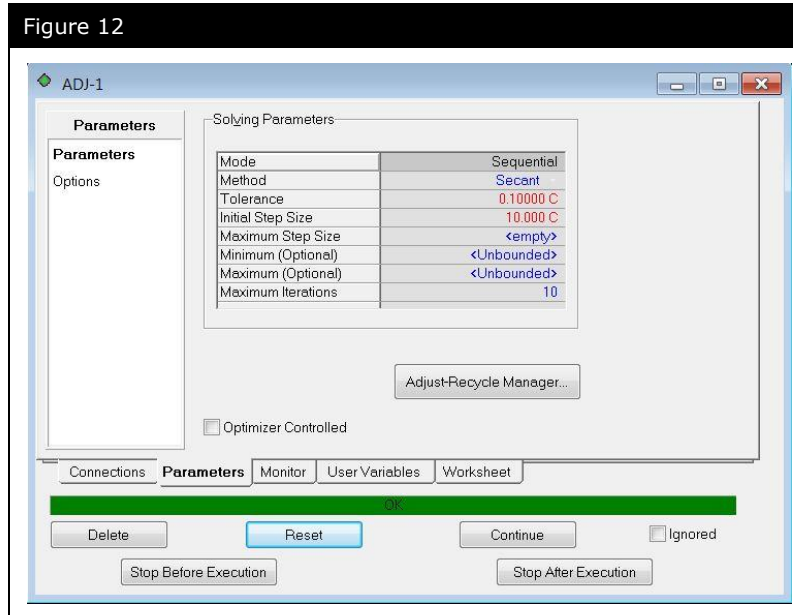 Figure 12
ADJ-1
Parameters
Parameters
Options
Solving Parameters
Mode Sequential
Method Secant
Tolerance 0.10000 C
Initial Step Size 10.000 C
Maximum Step Size <empty>
Minimum (Optional) <Unbounded>
Maximum (Optional) <Unbounded>
Maximum Iterations 10
Adjust-Recycle Manager...
Optimizer Controlled
Connections Parameters Monitor User Variables Worksheet
OK
Delete Reset Continue Ignored
Stop Before Execution Stop After Execution